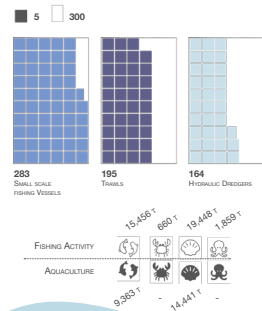 5 300
283 195 164
SMALL SCALE TRAWLS HYDRAULIC DREDGERS
FISHING VESSELS
15,456 T 660 T 19,448 T 1,859 T
FISHING ACTIVITY
AQUACULTURE
9,363 T - 14,441 T -